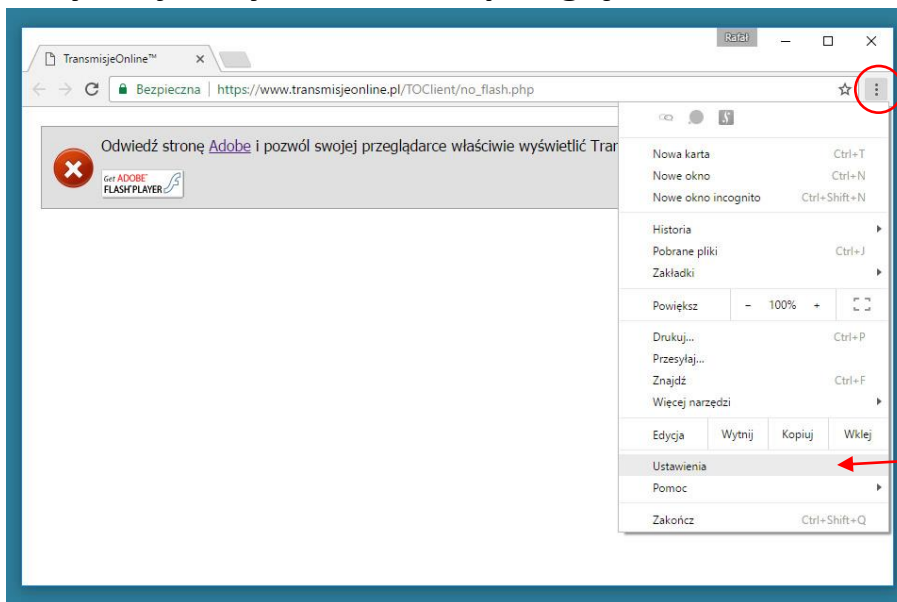 Rafał
TransmisjeOnline™
Bezpieczna | https://www.transmisjeonline.pl/TOClient/no_flash.php
Odwiedź stronę Adobe i pozwól swojej przeglądarce właściwie wyświetlić
Get ADOBE®
FLASH® PLAYER
Nowa karta Ctrl+T
Nowe okno Ctrl+N
Nowe okno incognito Ctrl+Shift+N
Historia
Pobrane pliki Ctrl+J
Zakładki
Powiększ - 100% +
Drukuj... Ctrl+P
Przesyłaj...
Znajdź Ctrl+F
Więcej narzędzi
Edycja Wytnij Kopiuj Wklej
Ustawienia
Pomoc
Zakończ Ctrl+Shift+Q